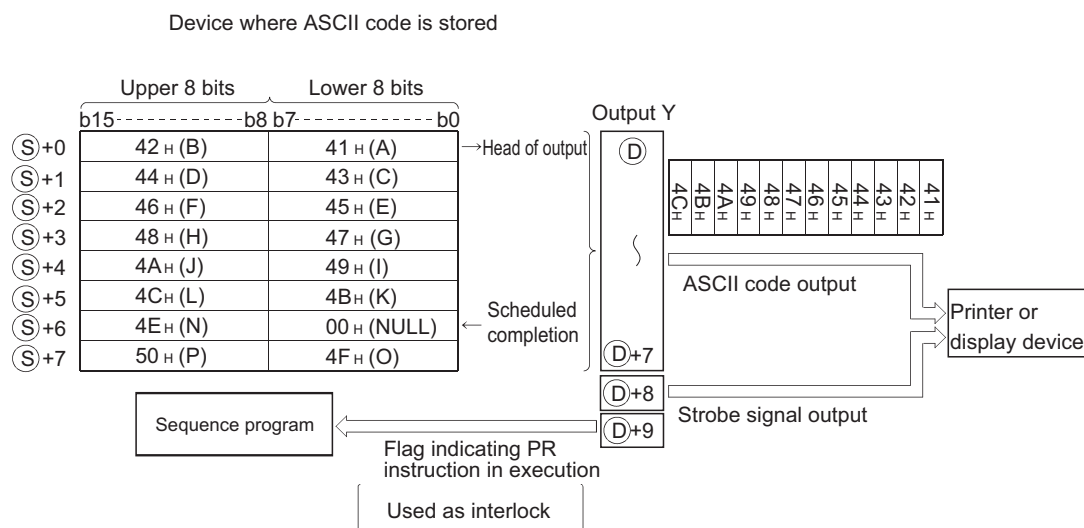 Device where ASCII code is stored
Upper 8 bits Lower 8 bits
b15 b8 b7 b0 Output Y
S+0 42H (B) 41H (A) →Head of output D
S+1 44H (D) 43H (C)
S+2 46H (F) 45H (E)
S+3 48H (H) 47H (G)
S+4 4AH (J) 49H (I)
S+5 4CH (L) 4BH (K)
S+6 4EH (N) 00H (NULL) ← Scheduled completion
S+7 50H (P) 4FH (O) D+7
4CH 4BH 4AH 49H 48H 47H 46H 45H 44H 43H 42H 41H
ASCII code output
Printer or
display device
D+8
Strobe signal output
D+9
Sequence program
Flag indicating PR
instruction in execution
Used as interlock